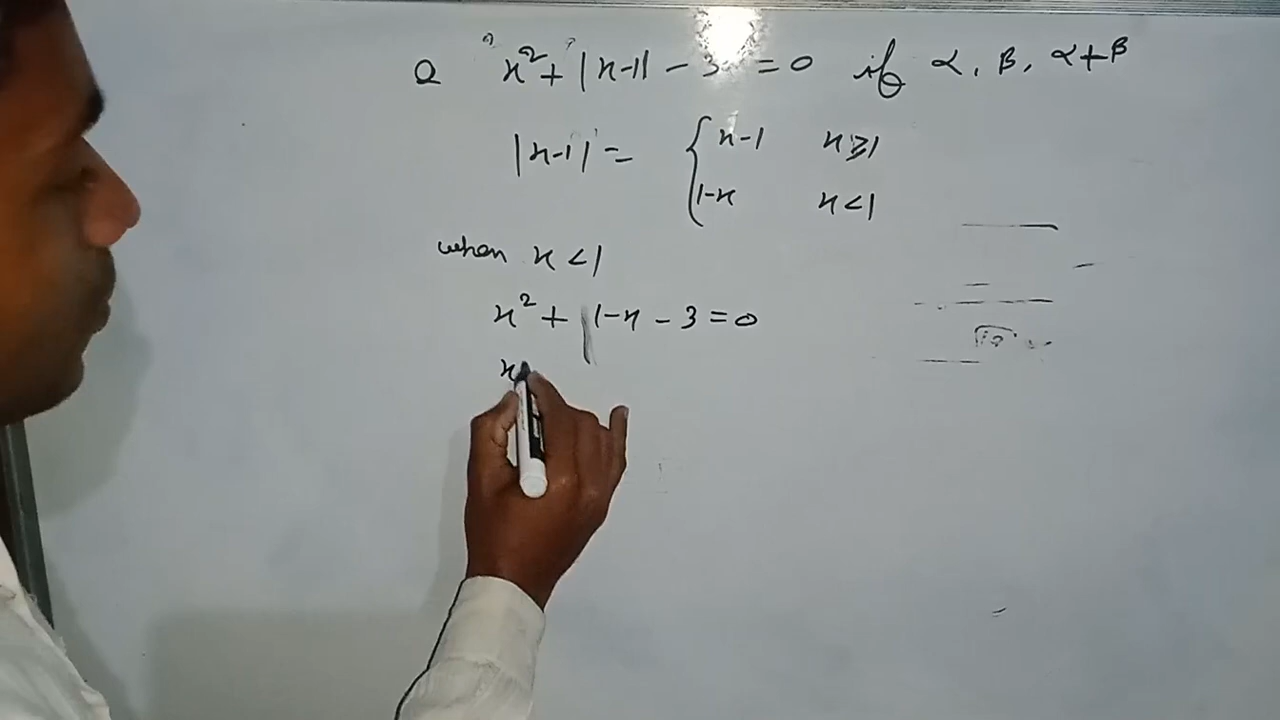 Q x² + |x-1| - 3 = 0 if α, β, α+β
|x-1| = { x-1 x≥1
1-x x<1
when x<1
x² + 1-x - 3 = 0
x